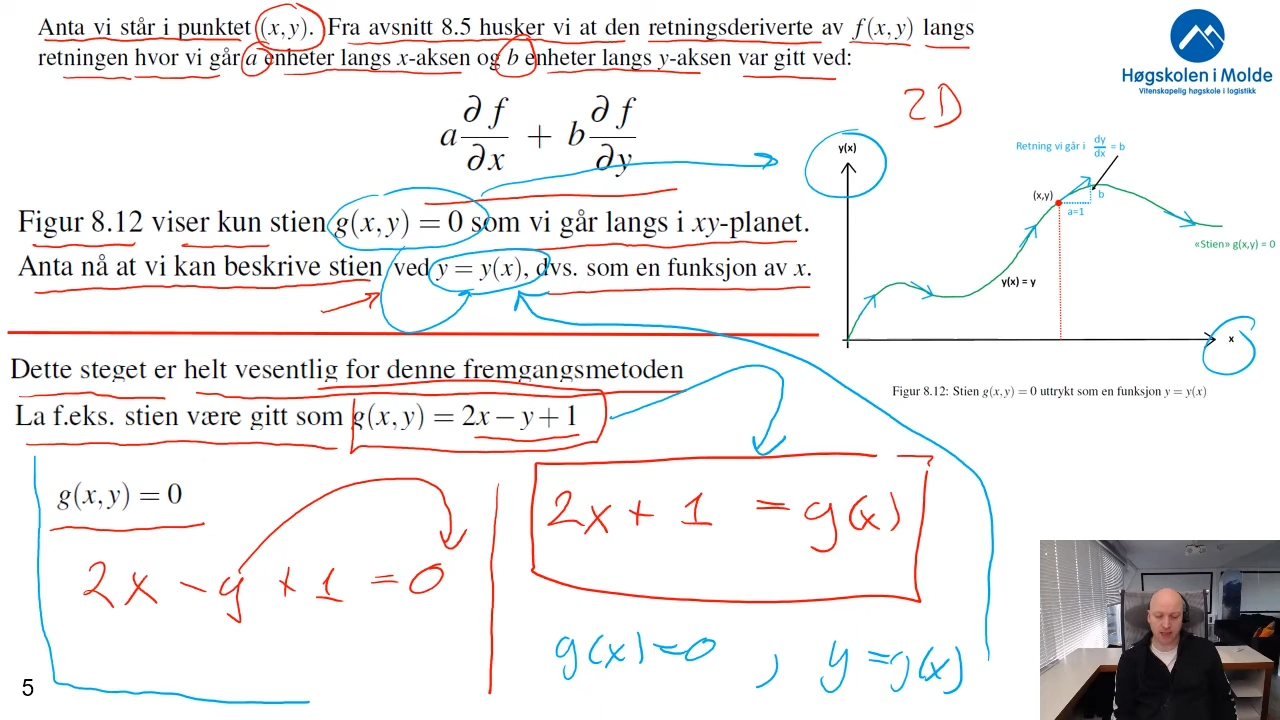 Anta vi står i punktet (x,y). Fra avsnitt 8.5 husker vi at den retningsderiverte av f(x,y) langs
retningen hvor vi går a enheter langs x-aksen og b enheter langs y-aksen var gitt ved:
a ∂f/∂x + b ∂f/∂y
Figur 8.12 viser kun stien g(x,y) = 0 som vi går langs i xy-planet.
Anta nå at vi kan beskrive stien ved y = y(x), dvs. som en funksjon av x.
Høgskolen i Molde
Vitenskapelig høgskole i logistikk
2D
y(x)
Retning vi går i dy/dx = b
(x,y)
b
a=1
«Stien» g(x,y) = 0
y(x) = y
x
Figur 8.12: Stien g(x,y) = 0 uttrykt som en funksjon y = y(x)
Dette steget er helt vesentlig for denne fremgangsmetoden
La f.eks. stien være gitt som g(x,y) = 2x − y + 1
g(x,y) = 0
2x − y + 1 = 0
2x + 1 = y(x)
g(x) = 0 , y = y(x)
5